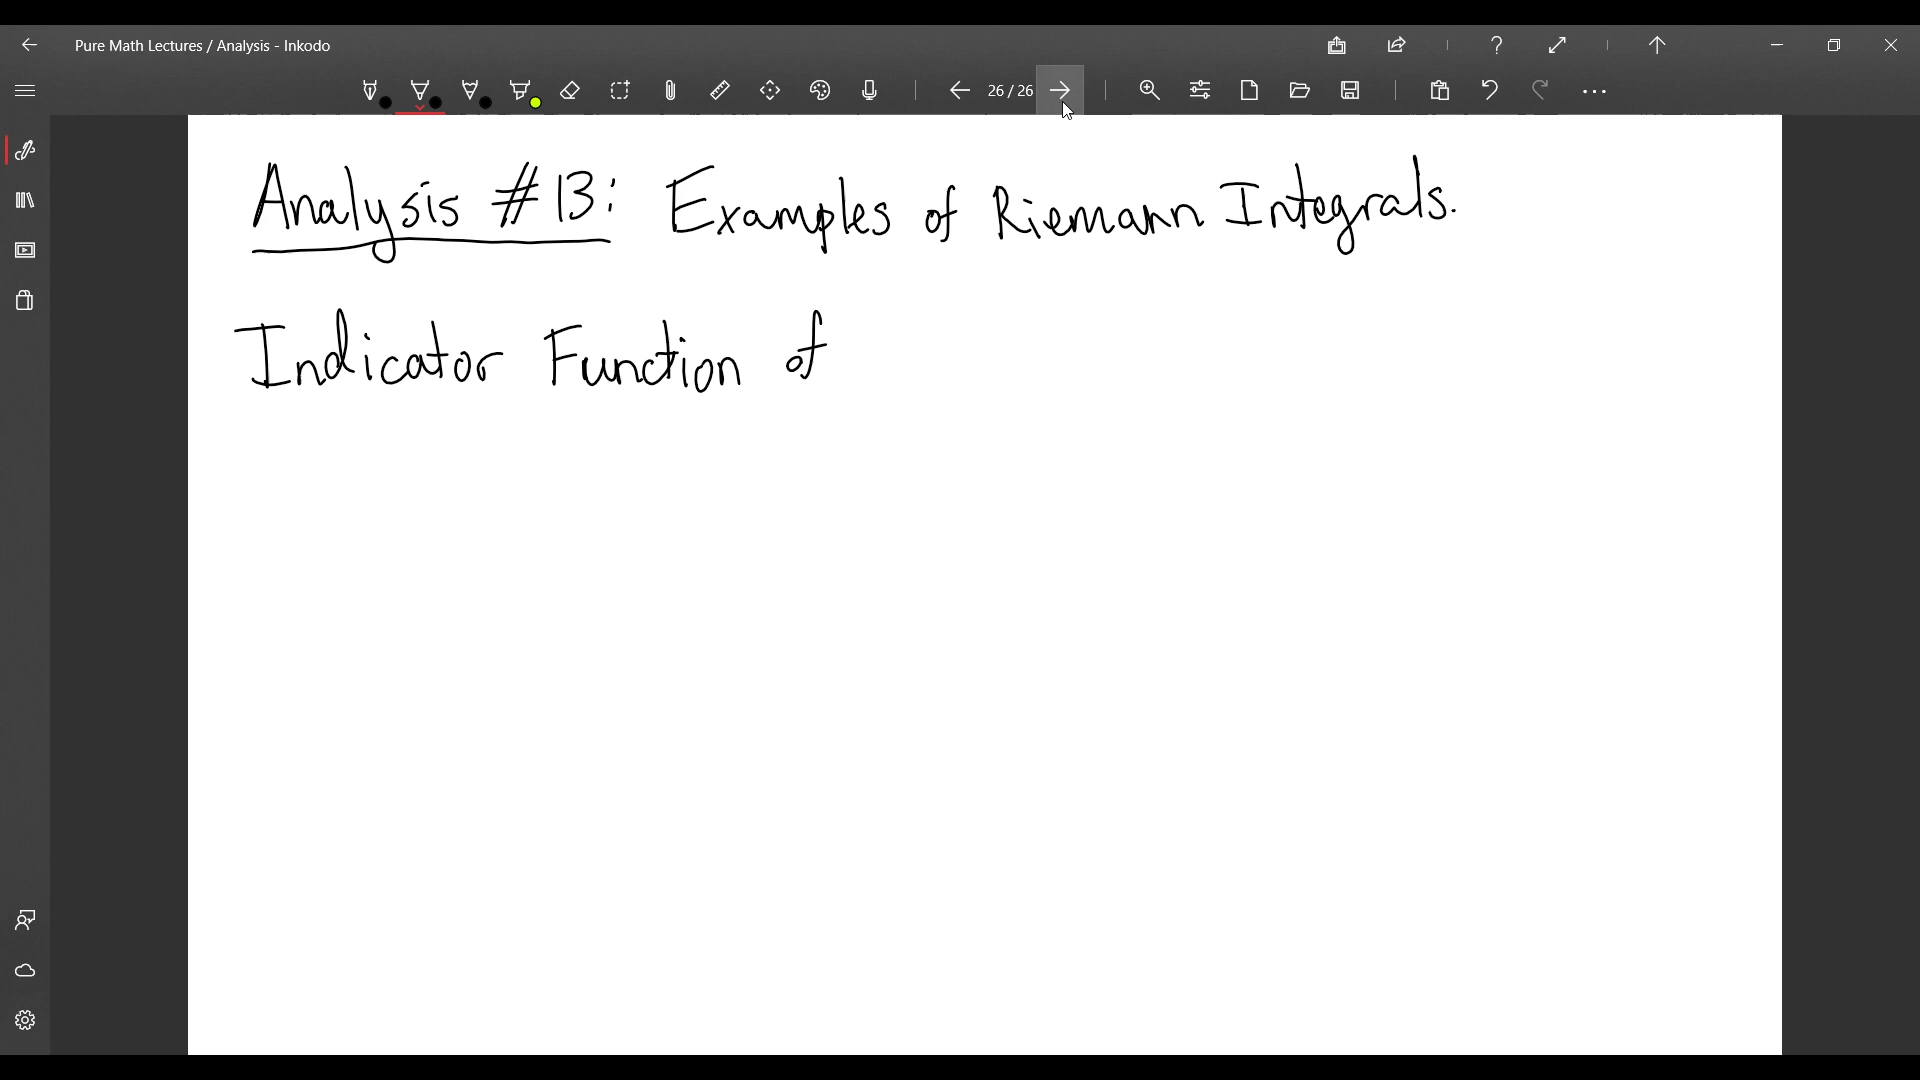 Pure Math Lectures / Analysis - Inkodo
26 / 26
Analysis #13: Examples of Riemann Integrals.
Indicator Function of